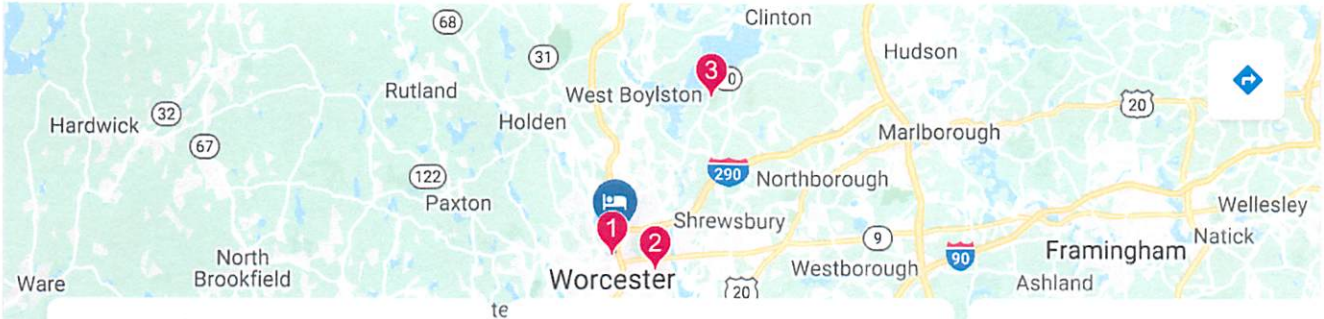 68
Clinton
Hudson
31
3
0
Rutland
West Boylston
20
Hardwick
32
Holden
Marlborough
67
122
290
Northborough
Paxton
Wellesley
1
Shrewsbury
2
9
Natick
North
Brookfield
Framingham
90
Worcester
Westborough
Ware
20
Ashland
te